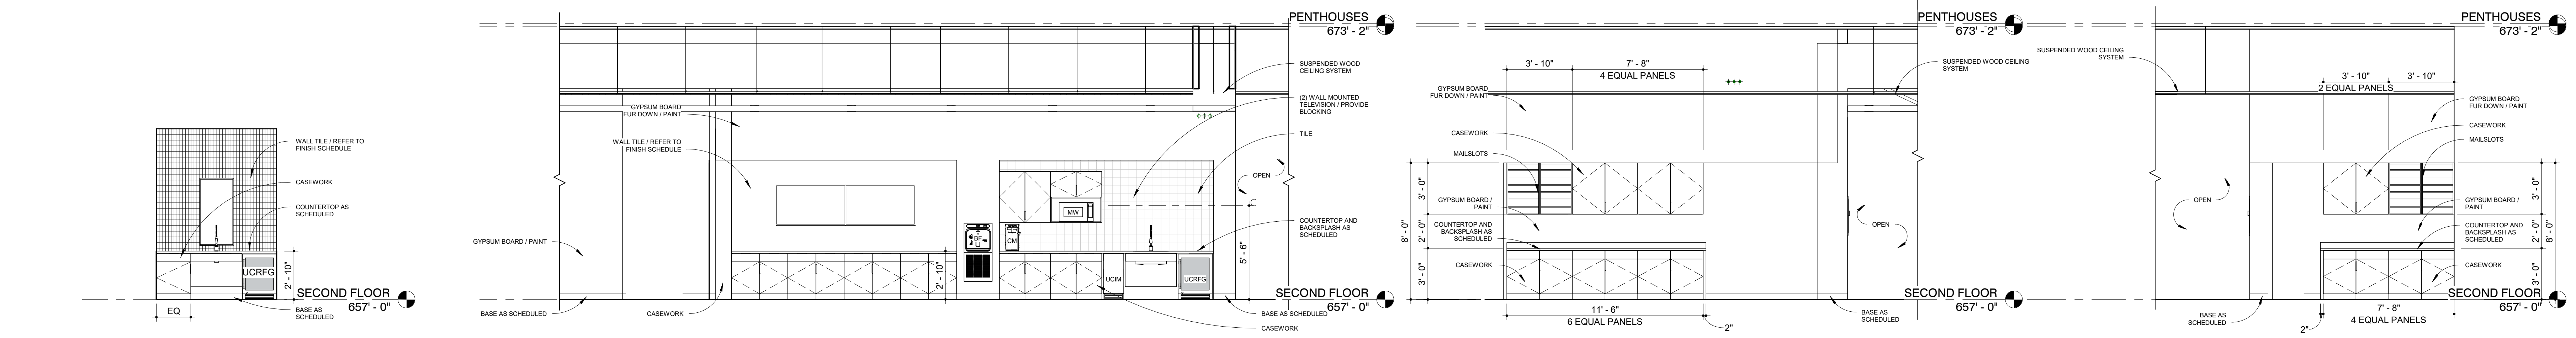 WALL TILE / REFER TO
FINISH SCHEDULE
CASEWORK
COUNTERTOP AS
SCHEDULED
UCRFG
2' - 10"
EQ
SECOND FLOOR
657' - 0"
BASE AS
SCHEDULED
PENTHOUSES
673' - 2"
SUSPENDED WOOD
CEILING SYSTEM
(2) WALL MOUNTED
TELEVISION / PROVIDE
BLOCKING
TILE
GYPSUM BOARD
FUR DOWN / PAINT
WALL TILE / REFER TO
FINISH SCHEDULE
OPEN
MW
CM
BF
COUNTERTOP AND
BACKSPLASH AS
SCHEDULED
GYPSUM BOARD / PAINT
5' - 6"
2' - 10"
UCIM
UCRFG
SECOND FLOOR
657' - 0"
BASE AS SCHEDULED
CASEWORK
BASE AS SCHEDULED
CASEWORK
PENTHOUSES
673' - 2"
3' - 10"
7' - 8"
4 EQUAL PANELS
SUSPENDED WOOD CEILING
SYSTEM
GYPSUM BOARD
FUR DOWN / PAINT
CASEWORK
MAILSLOTS
GYPSUM BOARD /
PAINT
COUNTERTOP AND
BACKSPLASH AS
SCHEDULED
CASEWORK
8' - 0"
3' - 0"
2' - 0"
3' - 0"
OPEN
SECOND FLOOR
657' - 0"
11' - 6"
6 EQUAL PANELS
2"
BASE AS
SCHEDULED
PENTHOUSES
673' - 2"
SUSPENDED WOOD CEILING
SYSTEM
3' - 10"
3' - 10"
2 EQUAL PANELS
GYPSUM BOARD
FUR DOWN / PAINT
CASEWORK
MAILSLOTS
OPEN
GYPSUM BOARD /
PAINT
COUNTERTOP AND
BACKSPLASH AS
SCHEDULED
CASEWORK
3' - 0"
2' - 0"
3' - 0"
8' - 0"
SECOND FLOOR
657' - 0"
BASE AS
SCHEDULED
2"
7' - 8"
4 EQUAL PANELS